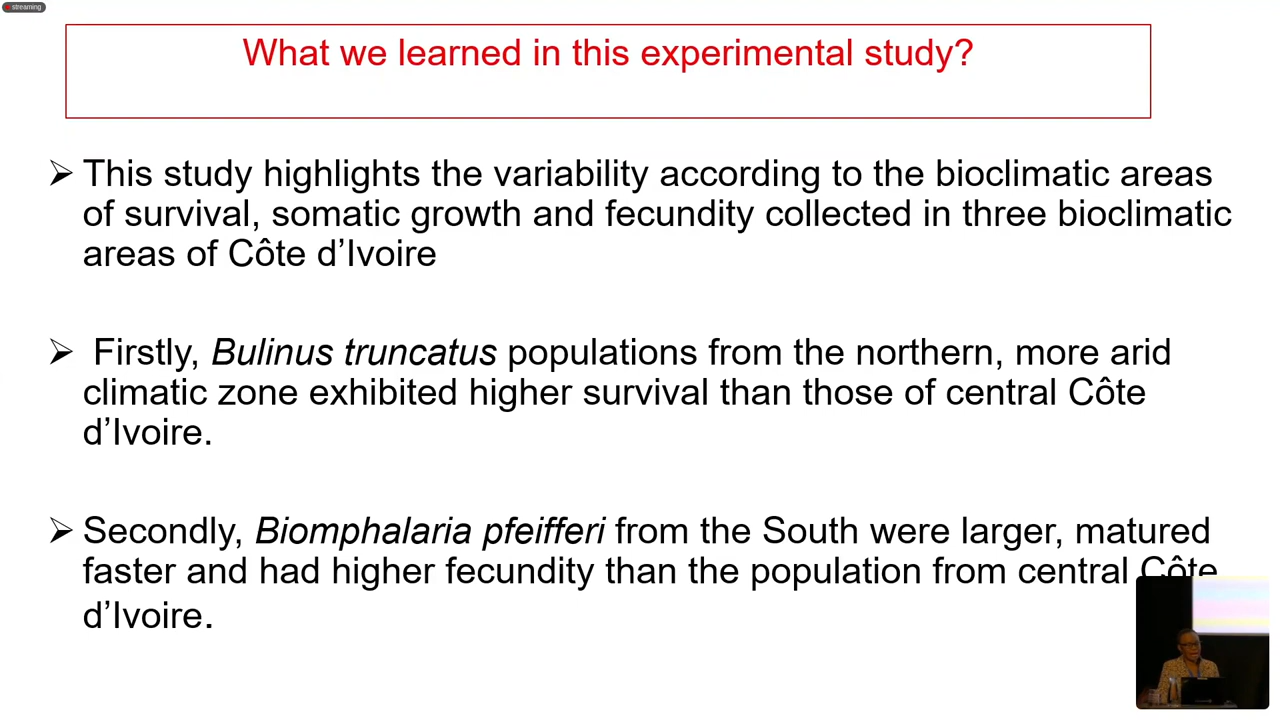 streaming
What we learned in this experimental study?
➢ This study highlights the variability according to the bioclimatic areas
of survival, somatic growth and fecundity collected in three bioclimatic
areas of Côte d’Ivoire
➢ Firstly, Bulinus truncatus populations from the northern, more arid
climatic zone exhibited higher survival than those of central Côte
d’Ivoire.
➢ Secondly, Biomphalaria pfeifferi from the South were larger, matured
faster and had higher fecundity than the population from central Côte
d’Ivoire.